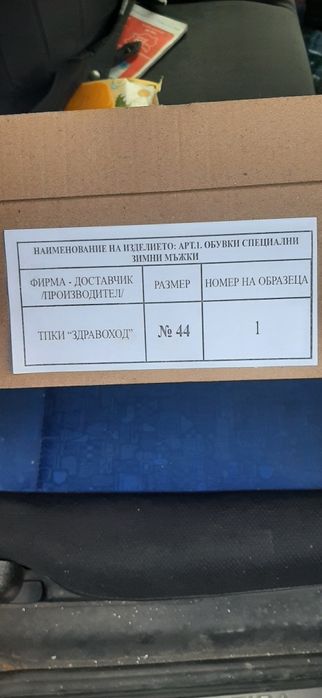 НАИМЕНОВАНИЕ НА ИЗДЕЛИЕТО: АРТ.1. ОБУВКИ СПЕЦИАЛНИ
ЗИМНИ МЪЖКИ
ФИРМА - ДОСТАВЧИК
/ПРОИЗВОДИТЕЛ/
РАЗМЕР
НОМЕР НА ОБРАЗЕЦА
ТПКИ “ЗДРАВОХОД”
№ 44
1